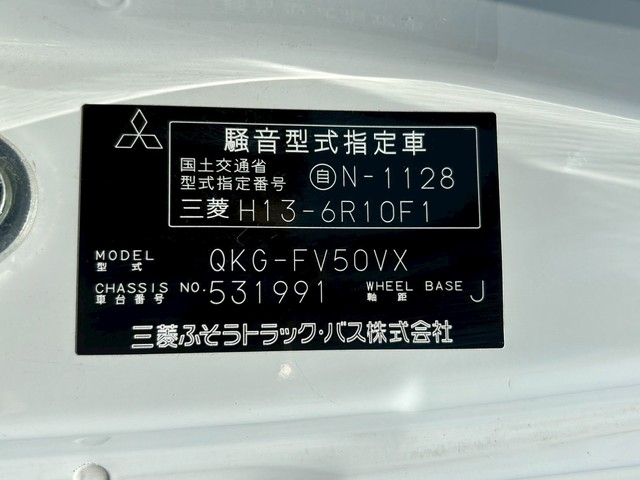 騒音型式指定車
国土交通省
型式指定番号 自N-1128
三菱 H13-6R10F1
MODEL
型式 QKG-FV50VX
CHASSIS NO. 531991 WHEEL BASE J
車台番号 軸距
三菱ふそうトラック・バス株式会社